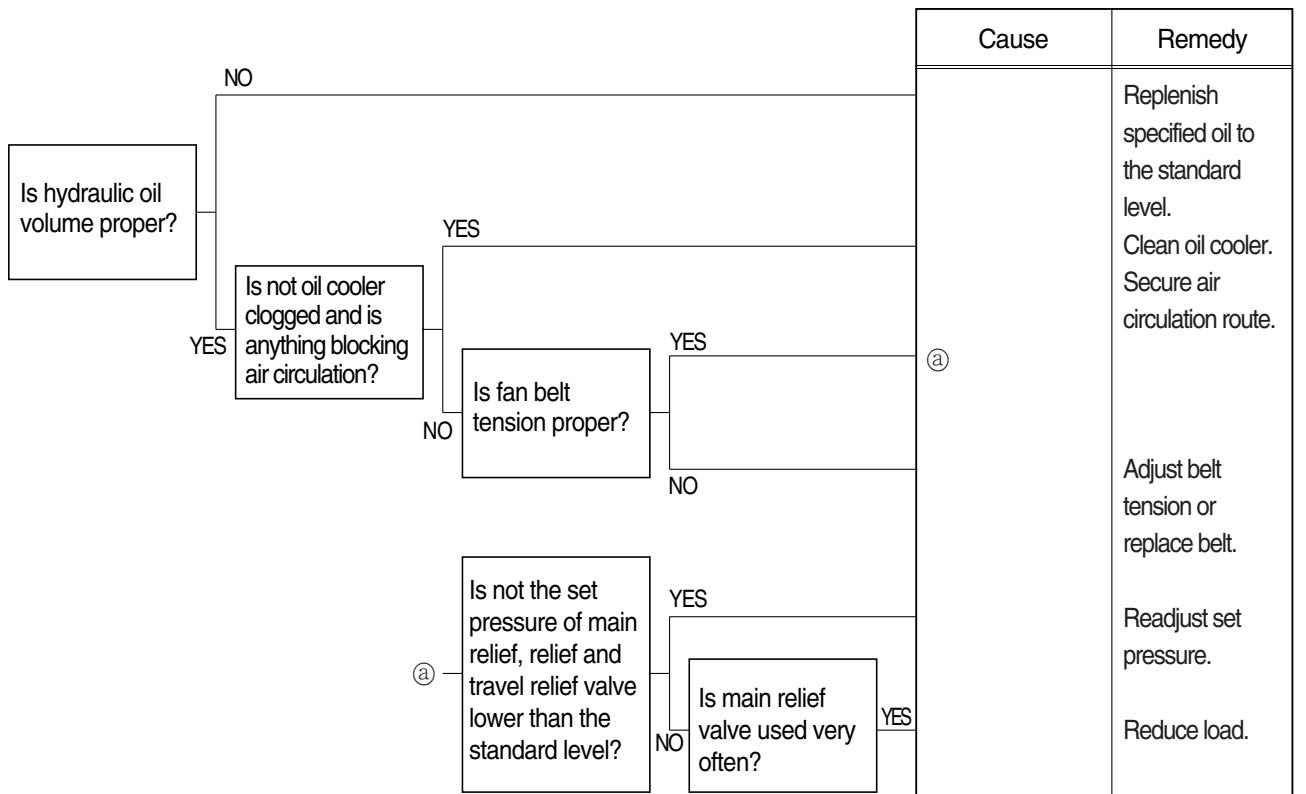 Cause
Remedy
NO
Replenish
specified oil to
the standard
level.
Is hydraulic oil
volume proper?
YES
Clean oil cooler.
Secure air
circulation route.
Is not oil cooler
clogged and is
anything blocking
air circulation?
YES
YES
ⓐ
Is fan belt
tension proper?
NO
NO
Adjust belt
tension or
replace belt.
ⓐ
Is not the set
pressure of main
relief, relief and
travel relief valve
lower than the
standard level?
YES
Readjust set
pressure.
NO
Is main relief
valve used very
often?
YES
Reduce load.